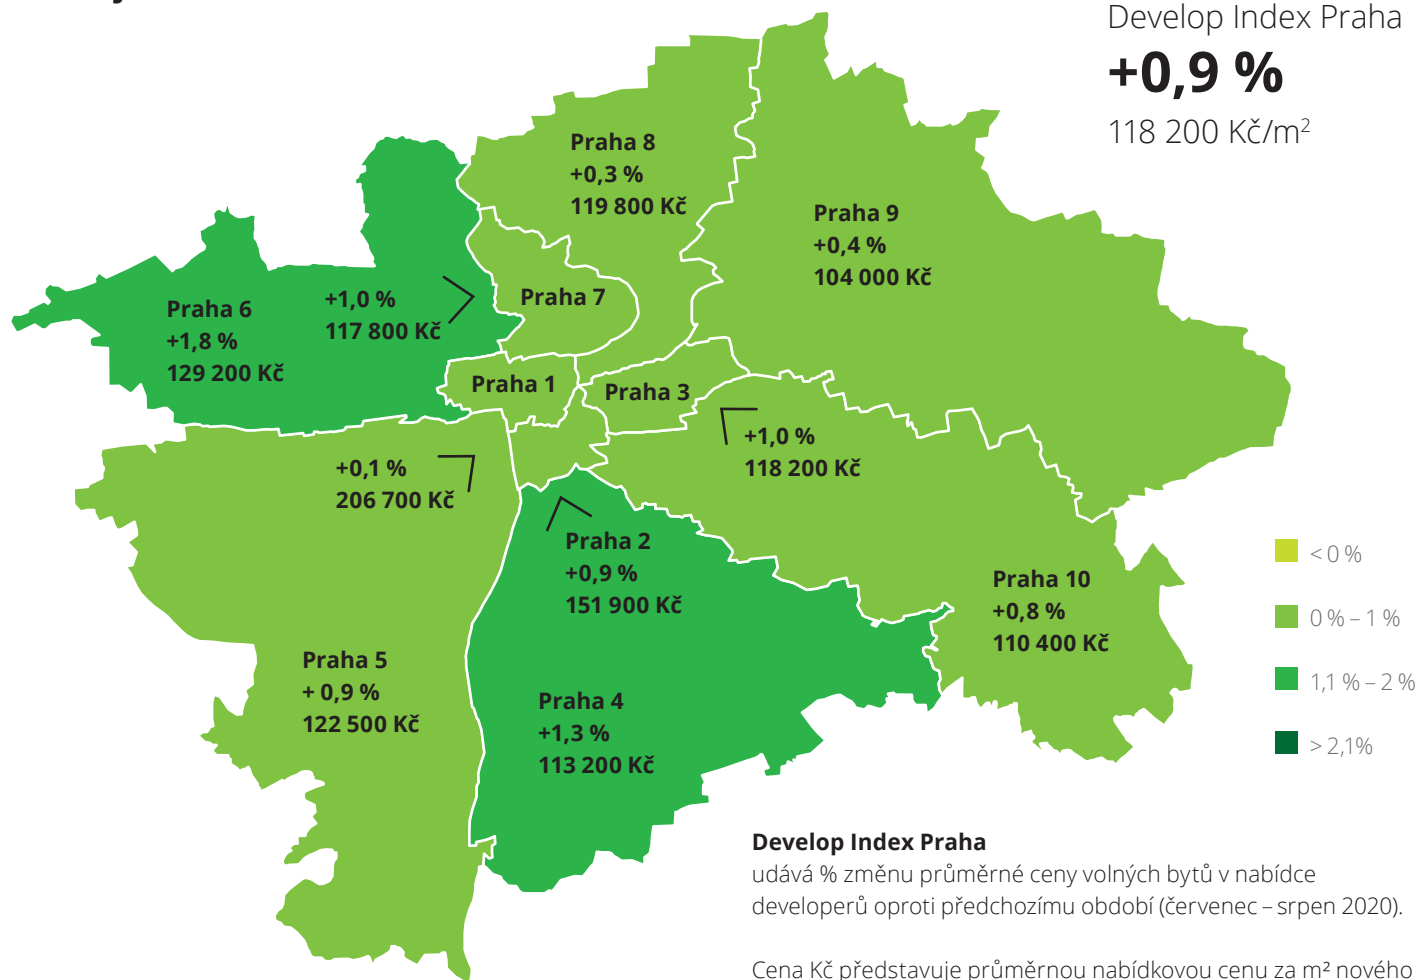 Develop Index Praha
+0,9 %
118 200 Kč/m²
Praha 8
+0,3 %
119 800 Kč
Praha 9
+0,4 %
104 000 Kč
Praha 6
+1,8 %
129 200 Kč
+1,0 %
117 800 Kč
Praha 7
Praha 1
Praha 3
+1,0 %
118 200 Kč
+0,1 %
206 700 Kč
Praha 2
+0,9 %
151 900 Kč
Praha 10
+0,8 %
110 400 Kč
Praha 5
+ 0,9 %
122 500 Kč
Praha 4
+1,3 %
113 200 Kč
< 0 %
0 % – 1 %
1,1 % – 2 %
> 2,1%
Develop Index Praha
udává % změnu průměrné ceny volných bytů v nabídce
developerů oproti předchozímu období (červenec – srpen 2020).
Cena Kč představuje průměrnou nabídkovou cenu za m² nového